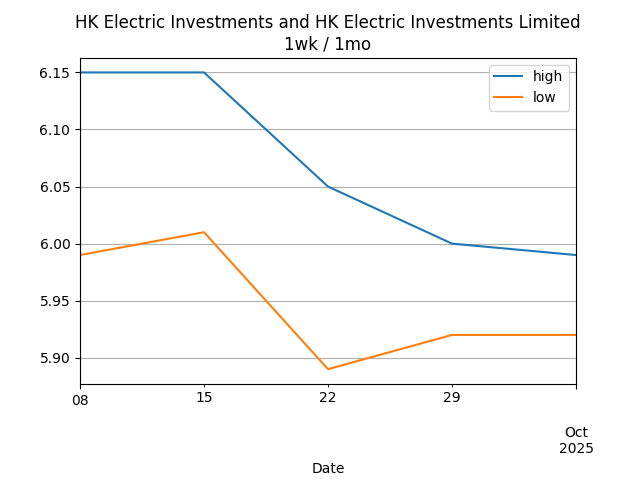 HK Electric Investments and HK Electric Investments Limited
1wk / 1mo
high
low
6.15
6.10
6.05
6.00
5.95
5.90
08
15
22
29
Oct
2025
Date